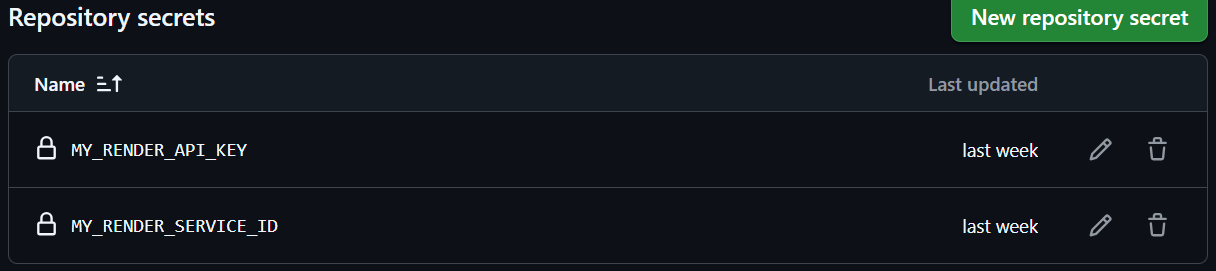 Repository secrets
New repository secret
Name
Last updated
MY_RENDER_API_KEY
last week
MY_RENDER_SERVICE_ID
last week